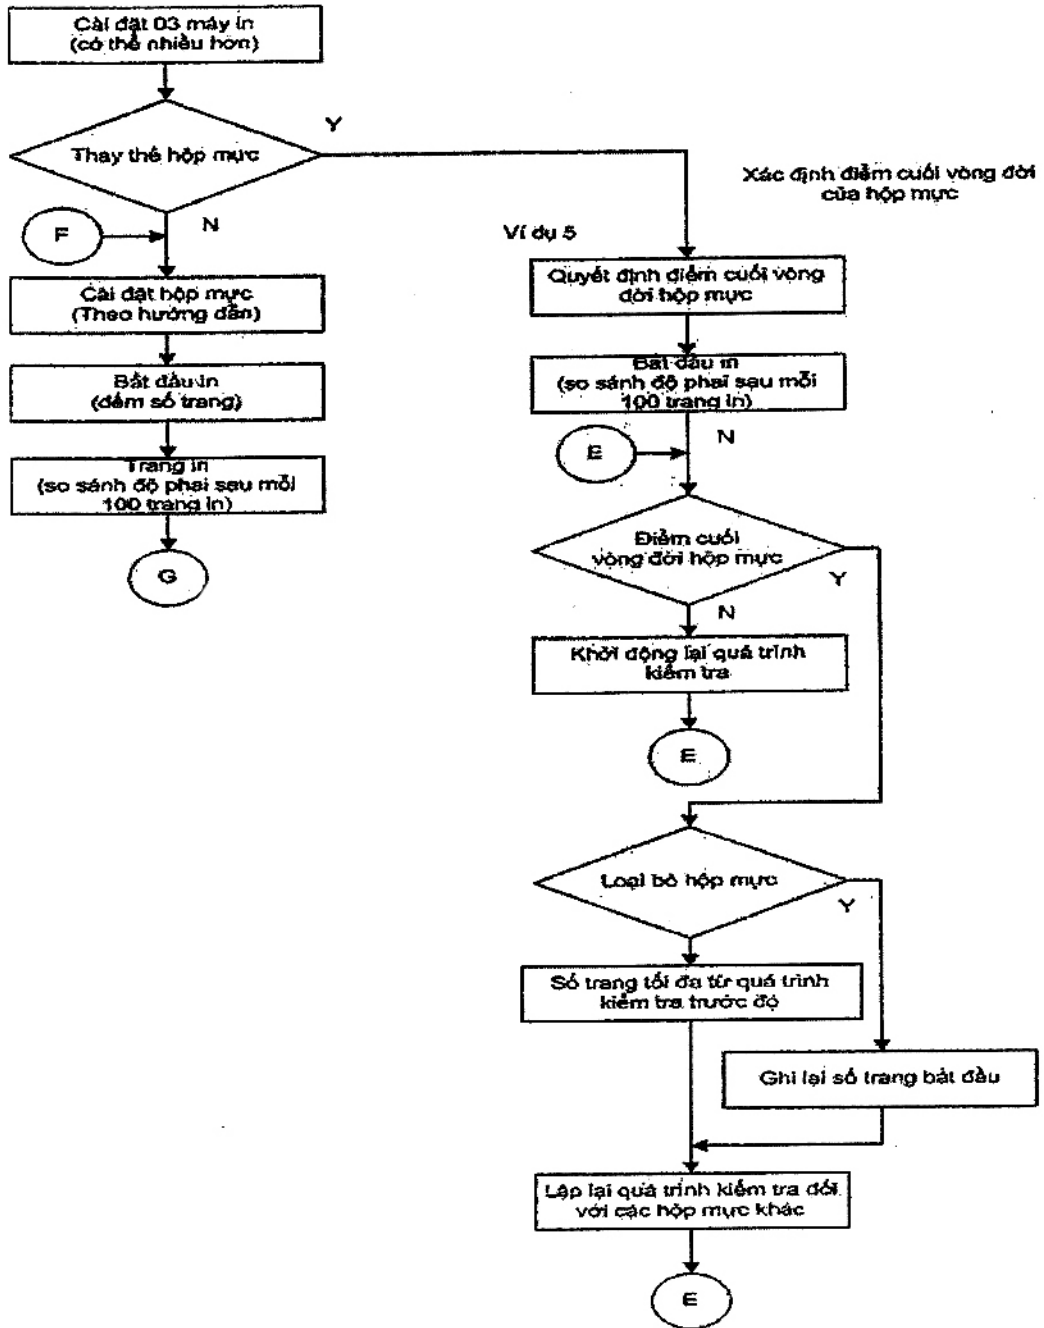 Cài đặt 03 máy in
(có thể nhiều hơn)
Thay thế hộp mực
Y
N
F
Cài đặt hộp mực
(Theo hướng dẫn)
Bắt đầu in
(đếm số trang)
Trang in
(so sánh độ phai sau mỗi
100 trang in)
G
Xác định điểm cuối vòng đời
của hộp mực
Ví dụ 5
Quyết định điểm cuối vòng
đời hộp mực
Bắt đầu in
(so sánh độ phai sau mỗi
100 trang in)
N
E
Điểm cuối
vòng đời hộp mực
Y
N
Khởi động lại quá trình
kiểm tra
E
Loại bỏ hộp mực
Y
Số trang tối đa từ quá trình
kiểm tra trước độ
Ghi lại số trang bắt đầu
Lặp lại quá trình kiểm tra đối
với các hộp mực khác
E